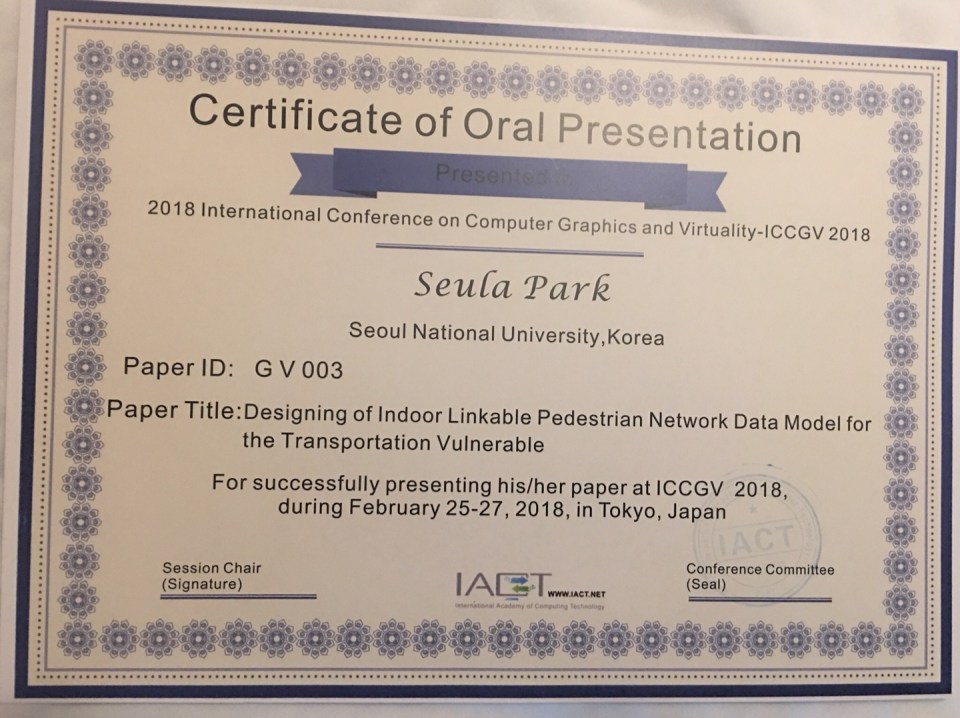 Certificate of Oral Presentation
Presented to
2018 International Conference on Computer Graphics and Virtuality-ICCGV 2018
Seula Park
Seoul National University,Korea
Paper ID: G V 003
Paper Title:Designing of Indoor Linkable Pedestrian Network Data Model for
the Transportation Vulnerable
For successfully presenting his/her paper at ICCGV 2018,
during February 25-27, 2018, in Tokyo, Japan
IACT
Session Chair
(Signature)
IACT WWW.IACT.NET
International Academy of Computing Technology
Conference Committee
(Seal)